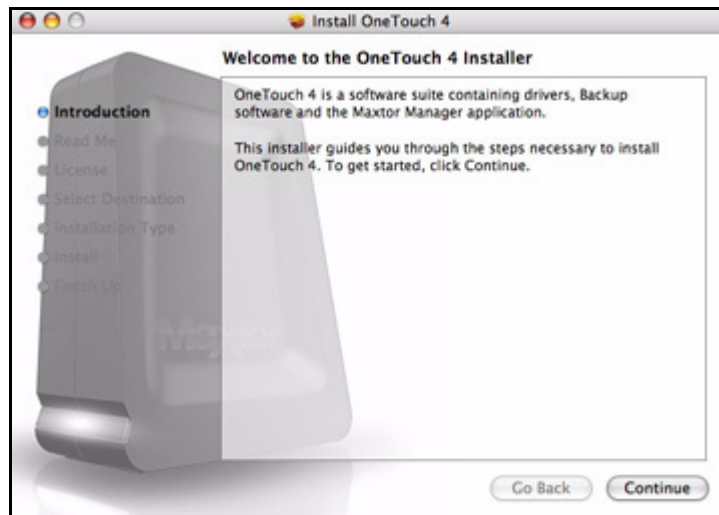 Install OneTouch 4
Welcome to the OneTouch 4 Installer
Introduction
Read Me
License
Select Destination
Installation Type
Install
Finish Up
OneTouch 4 is a software suite containing drivers, Backup
software and the Maxtor Manager application.
This installer guides you through the steps necessary to install
OneTouch 4. To get started, click Continue.
Maxtor
Go Back
Continue